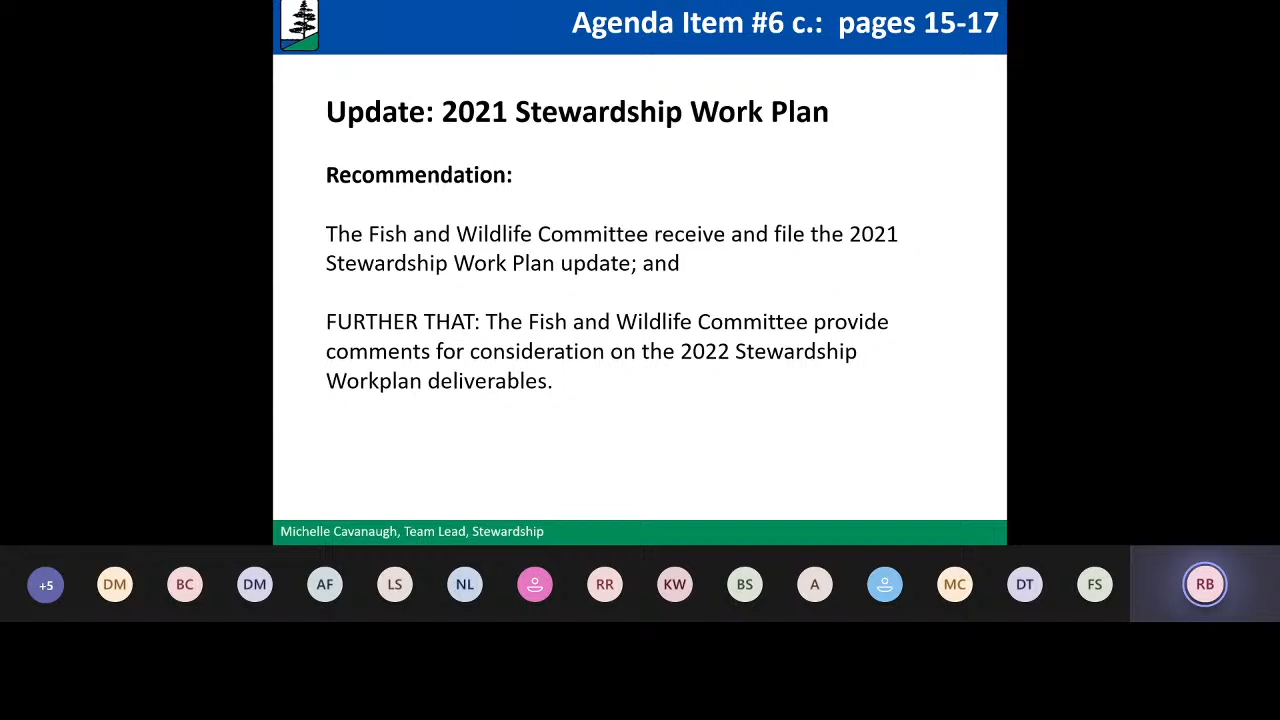 Agenda Item #6 c.: pages 15-17
Update: 2021 Stewardship Work Plan
Recommendation:
The Fish and Wildlife Committee receive and file the 2021
Stewardship Work Plan update; and
FURTHER THAT: The Fish and Wildlife Committee provide
comments for consideration on the 2022 Stewardship
Workplan deliverables.
Michelle Cavanaugh, Team Lead, Stewardship
+5 DM BC DM AF LS NL RR KW BS A MC DT FS RB